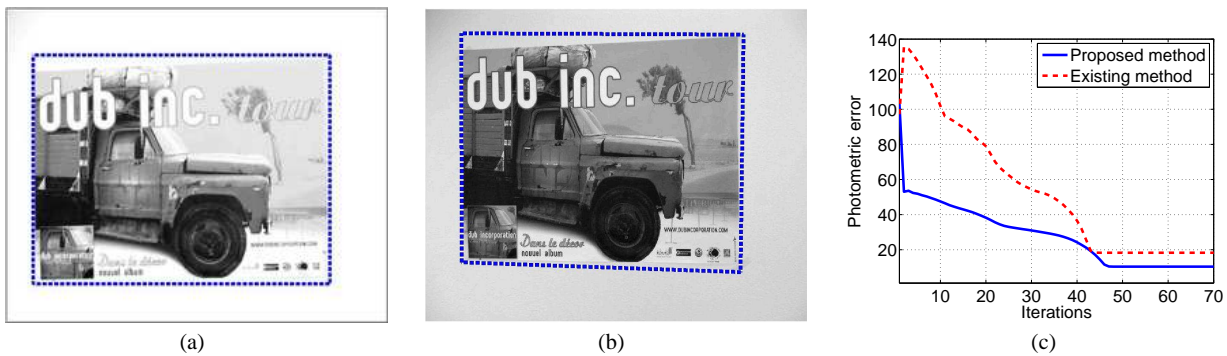 dub inc. tour
dub incorporation
Dans le décor
nouvel album
WWW.DUBINCORPORATION.COM
(a)
dub inc. tour
dub incorporation
Dans le décor
nouvel album
WWW.DUBINCORPORATION.COM
(b)
140
120
100
80
60
40
20
Photometric error
Proposed method
Existing method
10 20 30 40 50 60 70
Iterations
(c)